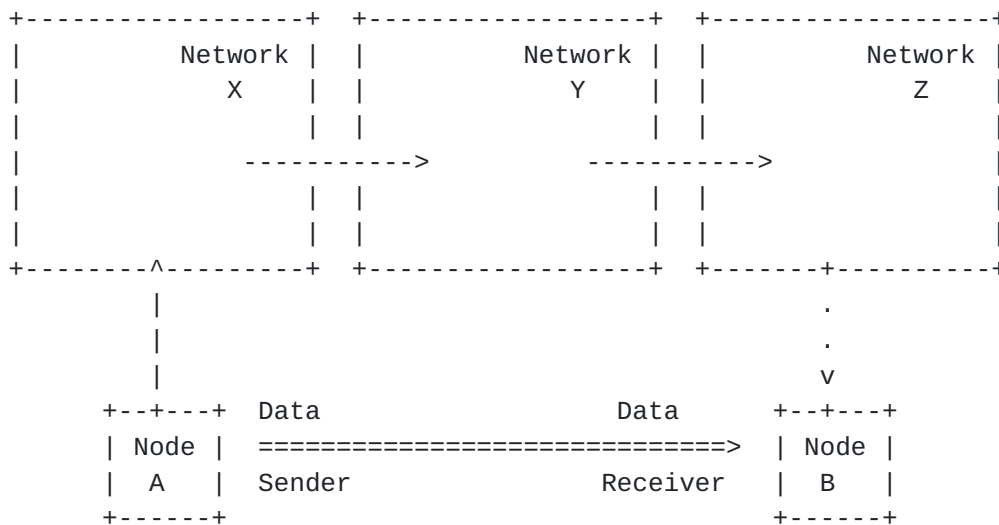 Network Network Network
X Y Z
Node Data Data Node
A Sender Receiver B